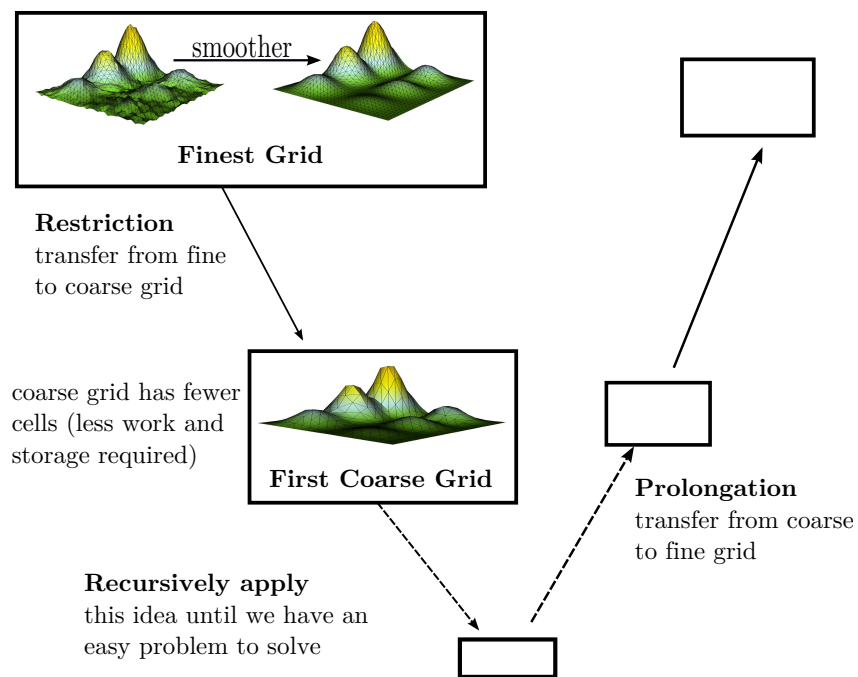 smoother
Finest Grid
Restriction
transfer from fine
to coarse grid
coarse grid has fewer
cells (less work and
storage required)
First Coarse Grid
Prolongation
transfer from coarse
to fine grid
Recursively apply
this idea until we have an
easy problem to solve